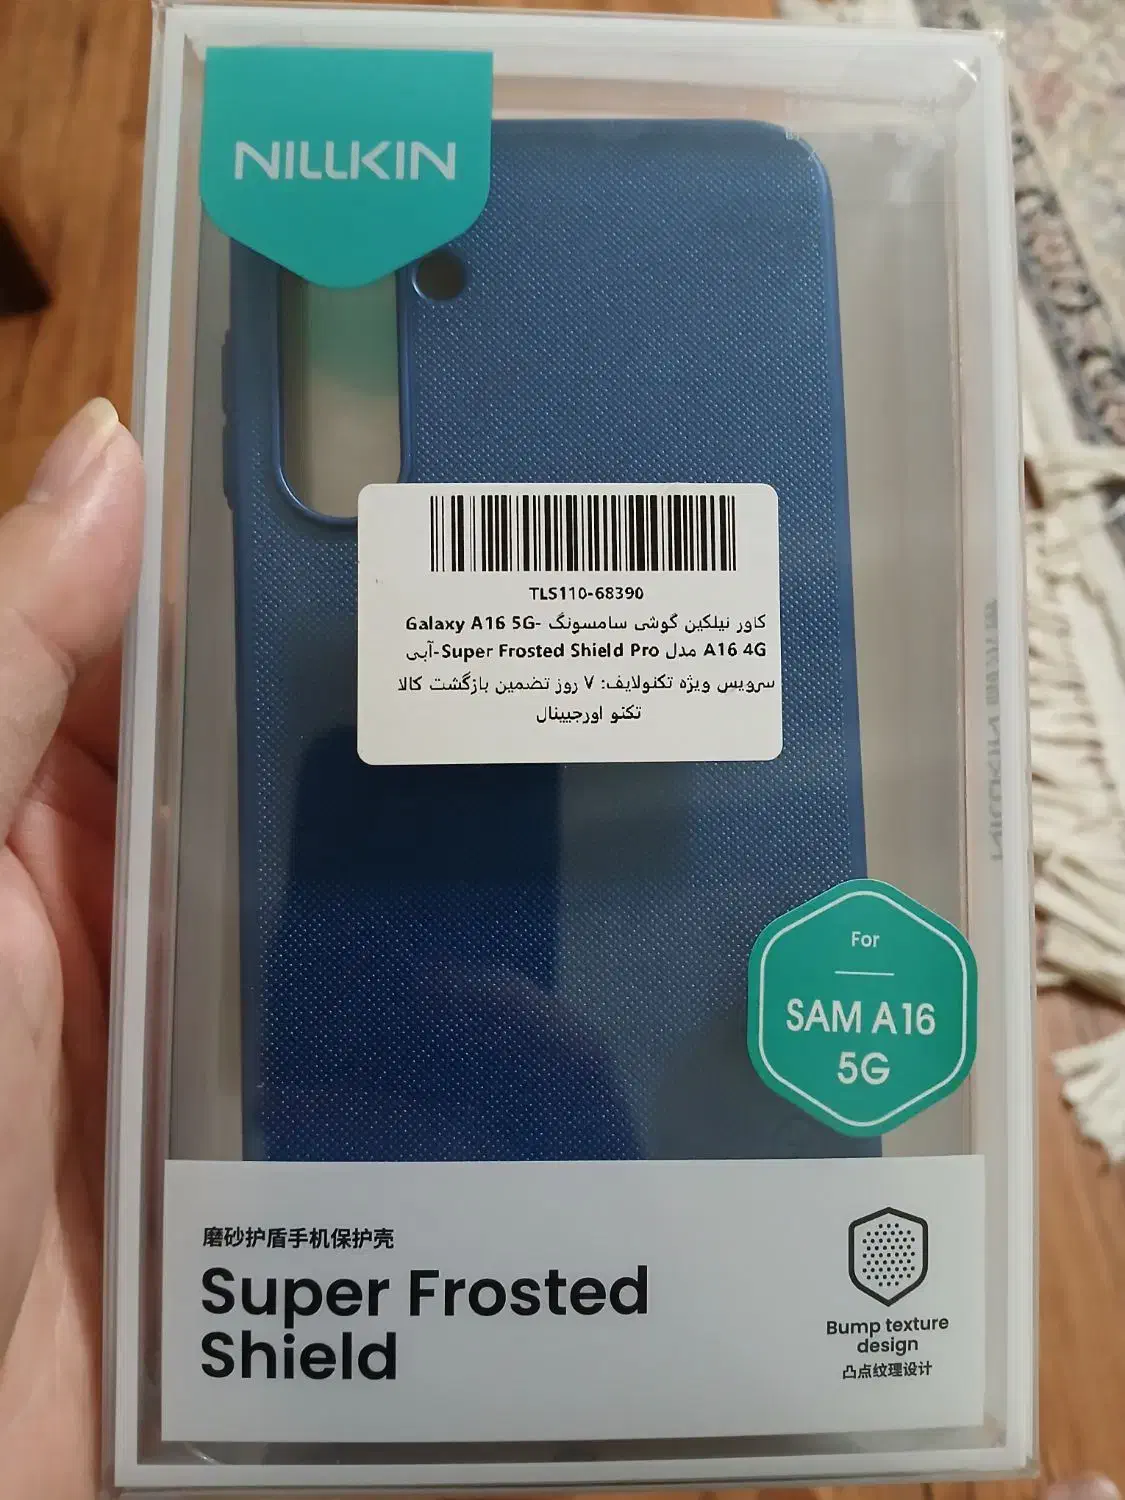 NILLKIN
TLS110-68390
کاور نیلکین گوشی سامسونگ Galaxy A16 5G-
A16 4G مدل Super Frosted Shield Pro-آبی
سرویس ویژه تکنولایف: ۷ روز تضمین بازگشت کالا
تکنو اورجیینال
For
SAM A16
5G
磨砂护盾手机保护壳
Super Frosted
Shield
Bump texture
design
凸点纹理设计